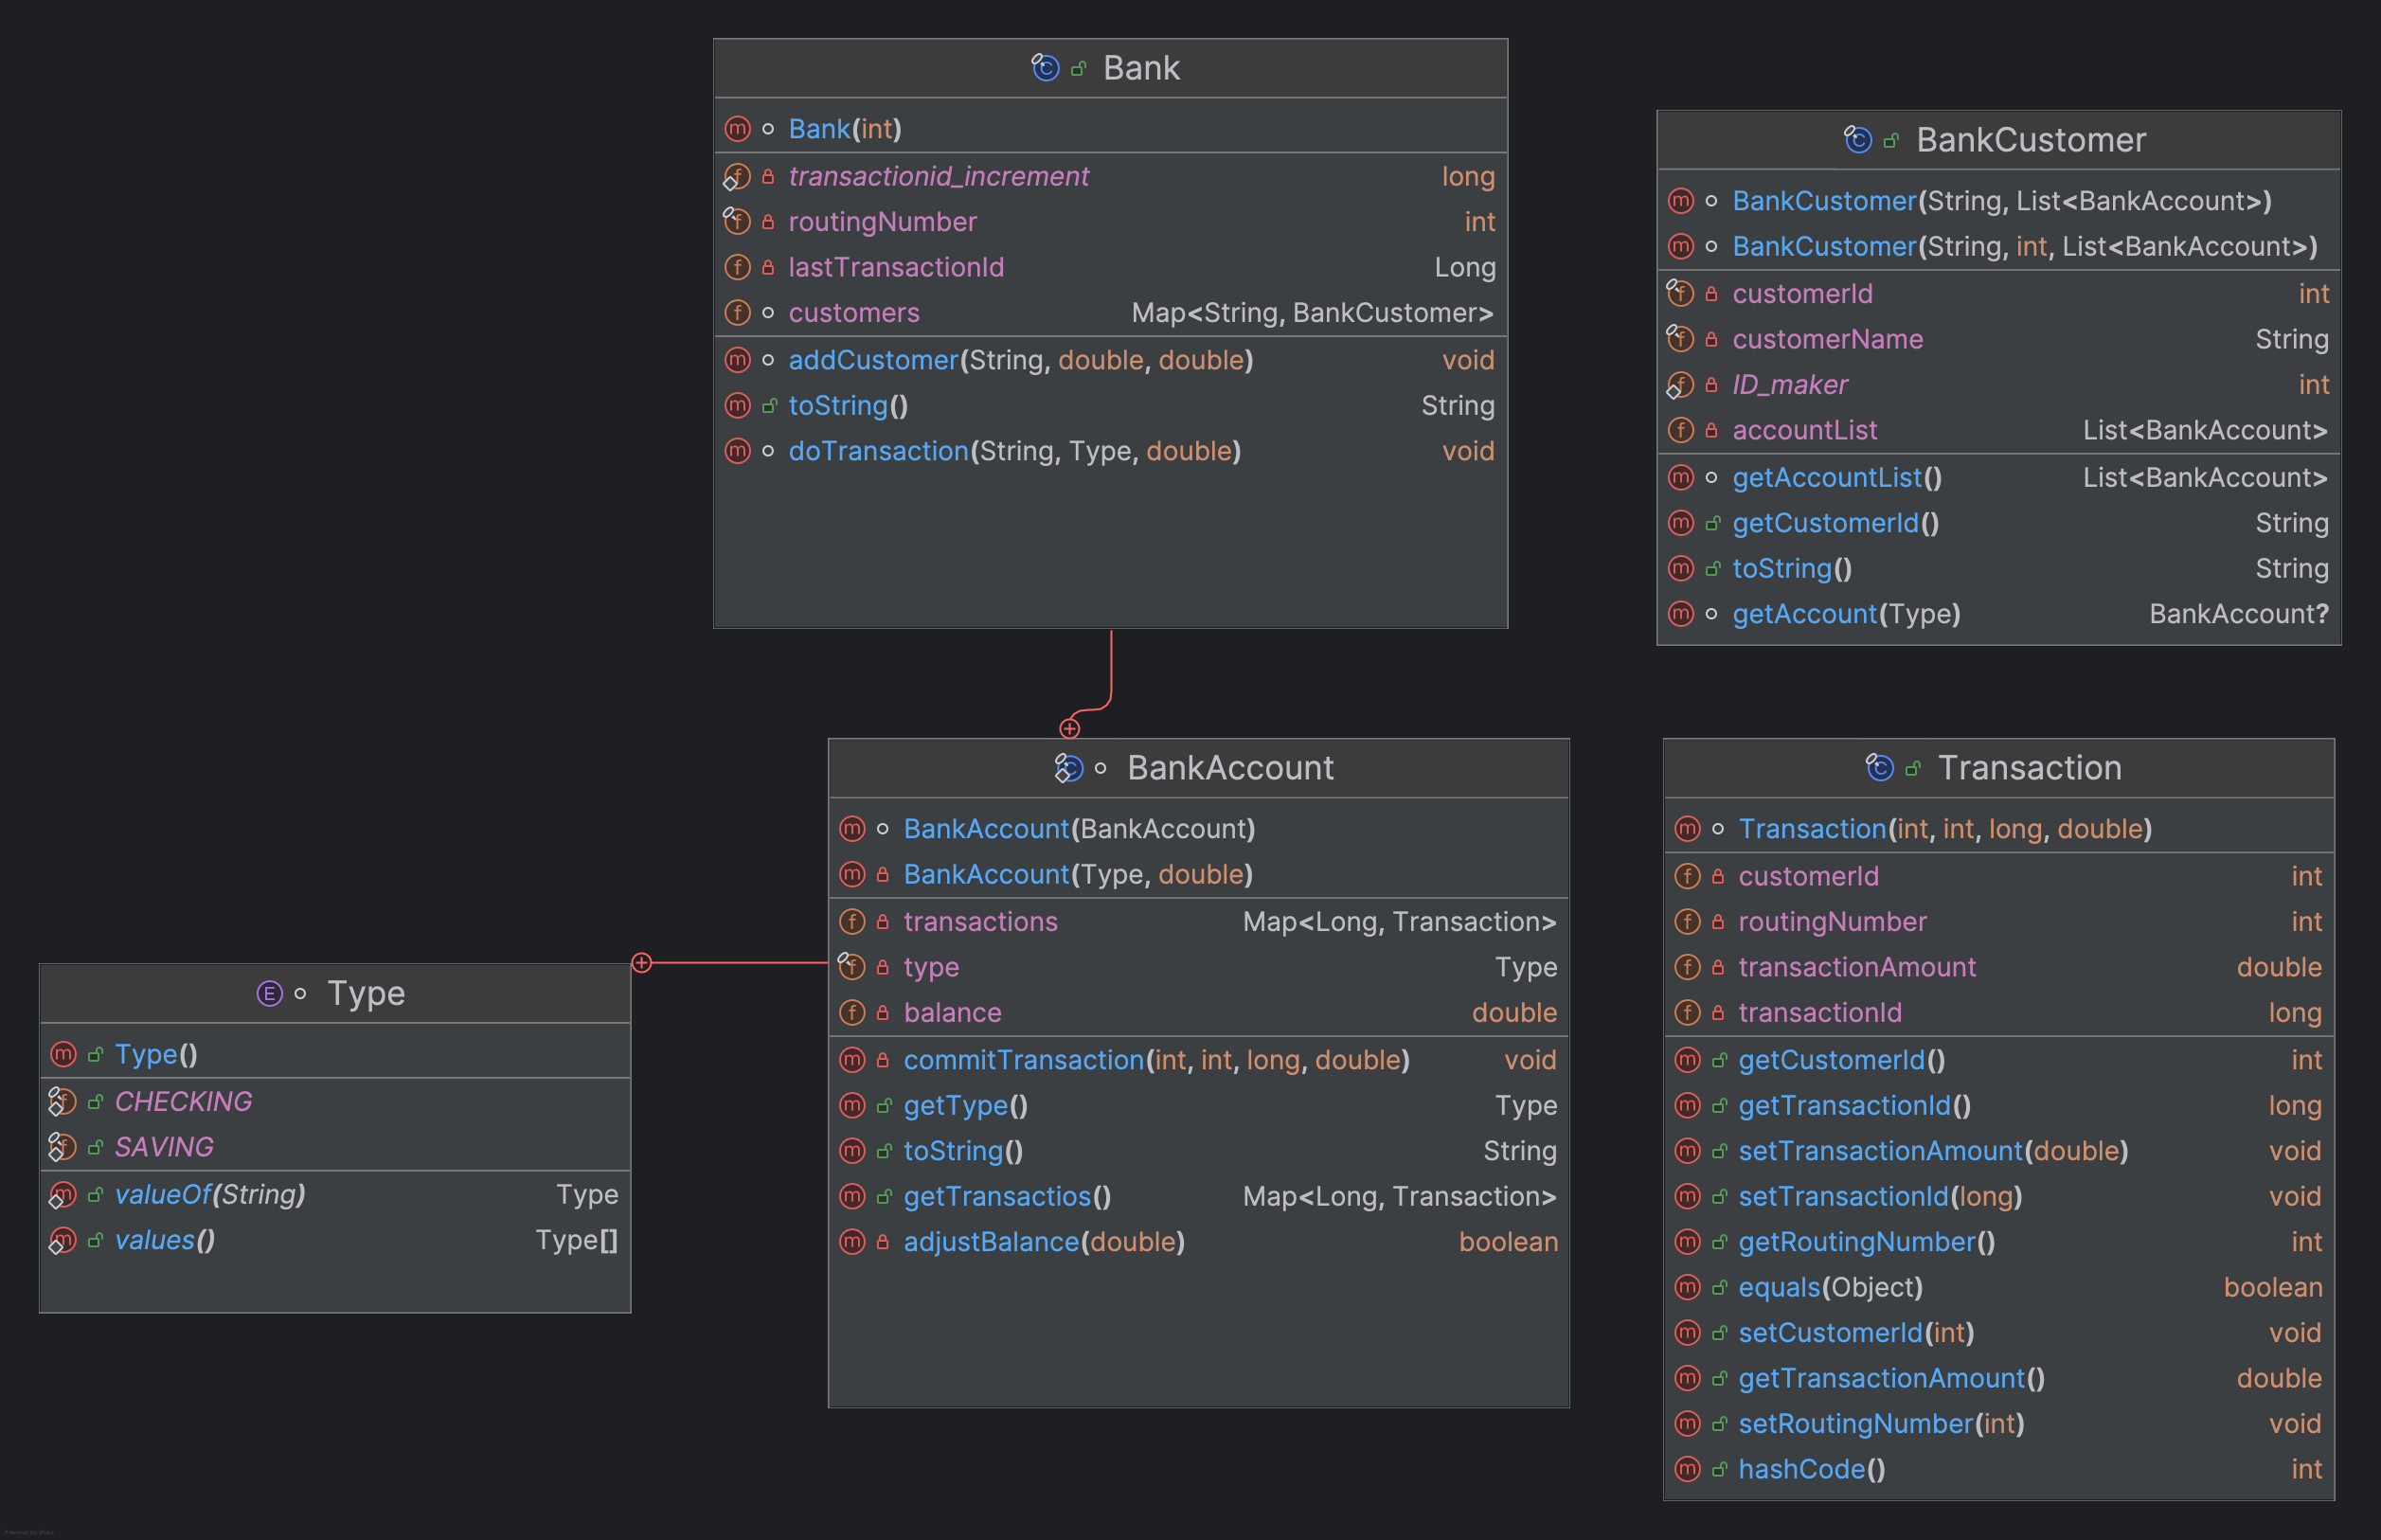 Bank
Bank(int)
transactionid_increment long
routingNumber int
lastTransactionId Long
customers Map<String, BankCustomer>
addCustomer(String, double, double) void
toString() String
doTransaction(String, Type, double) void
BankCustomer
BankCustomer(String, List<BankAccount>)
BankCustomer(String, int, List<BankAccount>)
customerId int
customerName String
ID_maker int
accountList List<BankAccount>
getAccountList() List<BankAccount>
getCustomerId() String
toString() String
getAccount(Type) BankAccount?
Type
Type()
CHECKING
SAVING
valueOf(String) Type
values() Type[]
BankAccount
BankAccount(BankAccount)
BankAccount(Type, double)
transactions Map<Long, Transaction>
type Type
balance double
commitTransaction(int, int, long, double) void
getType() Type
toString() String
getTransactios() Map<Long, Transaction>
adjustBalance(double) boolean
Transaction
Transaction(int, int, long, double)
customerId int
routingNumber int
transactionAmount double
transactionId long
getCustomerId() int
getTransactionId() long
setTransactionAmount(double) void
setTransactionId(long) void
getRoutingNumber() int
equals(Object) boolean
setCustomerId(int) void
getTransactionAmount() double
setRoutingNumber(int) void
hashCode() int
Powered by yFiles